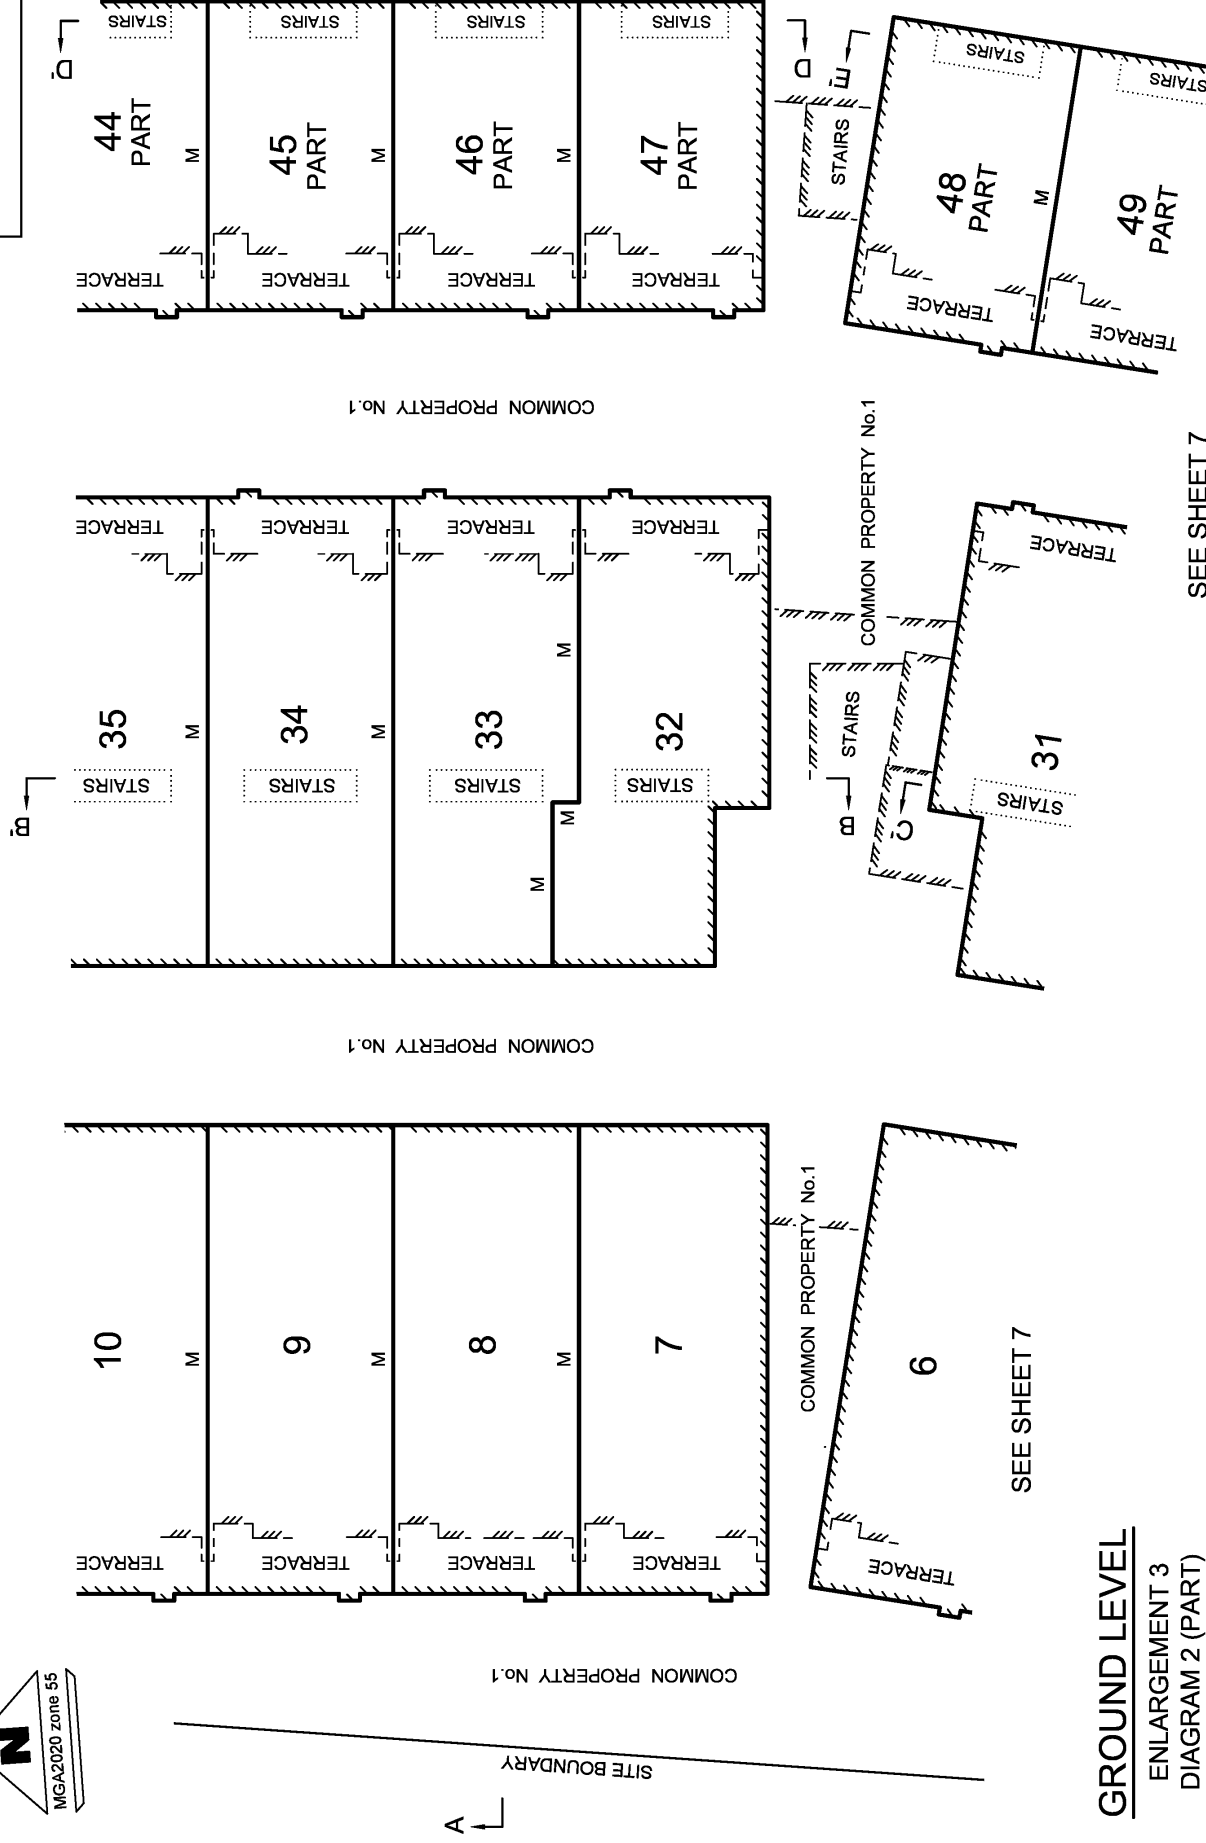 N
MGA2020 zone 55
GROUND LEVEL
ENLARGEMENT 3
DIAGRAM 2 (PART)
A
SITE BOUNDARY
COMMON PROPERTY No.1
TERRACE
TERRACE
TERRACE
TERRACE
TERRACE
10
M
9
M
8
M
7
6
COMMON PROPERTY No.1
SEE SHEET 7
COMMON PROPERTY No.1
B'
35
STAIRS
TERRACE
M
34
STAIRS
TERRACE
M
33
STAIRS
TERRACE
M
M
M
32
STAIRS
TERRACE
STAIRS
B
C'
31
STAIRS
TERRACE
COMMON PROPERTY No.1
SEE SHEET 7
COMMON PROPERTY No.1
D'
44
PART
STAIRS
TERRACE
M
45
PART
STAIRS
TERRACE
M
46
PART
STAIRS
TERRACE
M
47
PART
STAIRS
TERRACE
D
E'
STAIRS
48
PART
STAIRS
TERRACE
M
49
PART
STAIRS
TERRACE